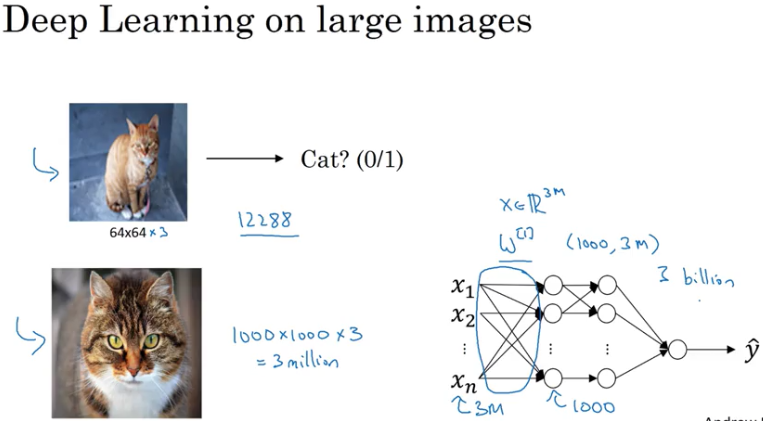 Deep Learning on large images
Cat? (0/1)
64x64 x 3
12288
x∈ℝ^3M
W^[1] (1000, 3M)
3 billion
1000×1000×3
= 3 million
x₁
x₂
⋮ ⋮ ⋮
xₙ
ŷ
3M
1000